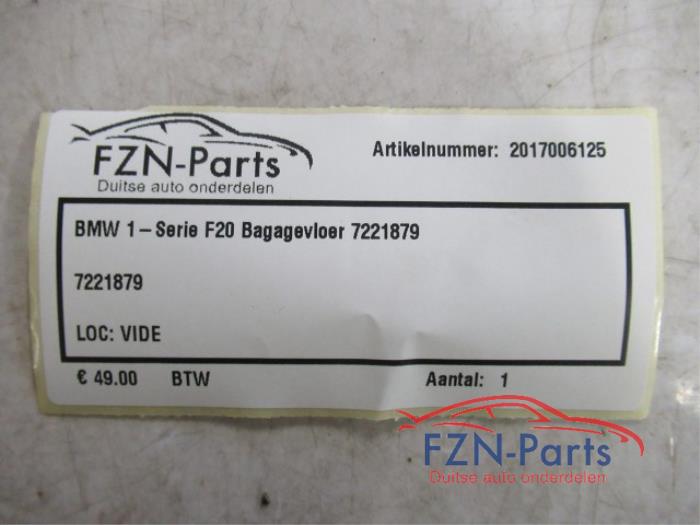 FZN-Parts
Duitse auto onderdelen
Artikelnummer: 2017006125
BMW 1-Serie F20 Bagagevloer 7221879
7221879
LOC: VIDE
€ 49.00 BTW Aantal: 1
FZN-Parts
Duitse auto onderdelen